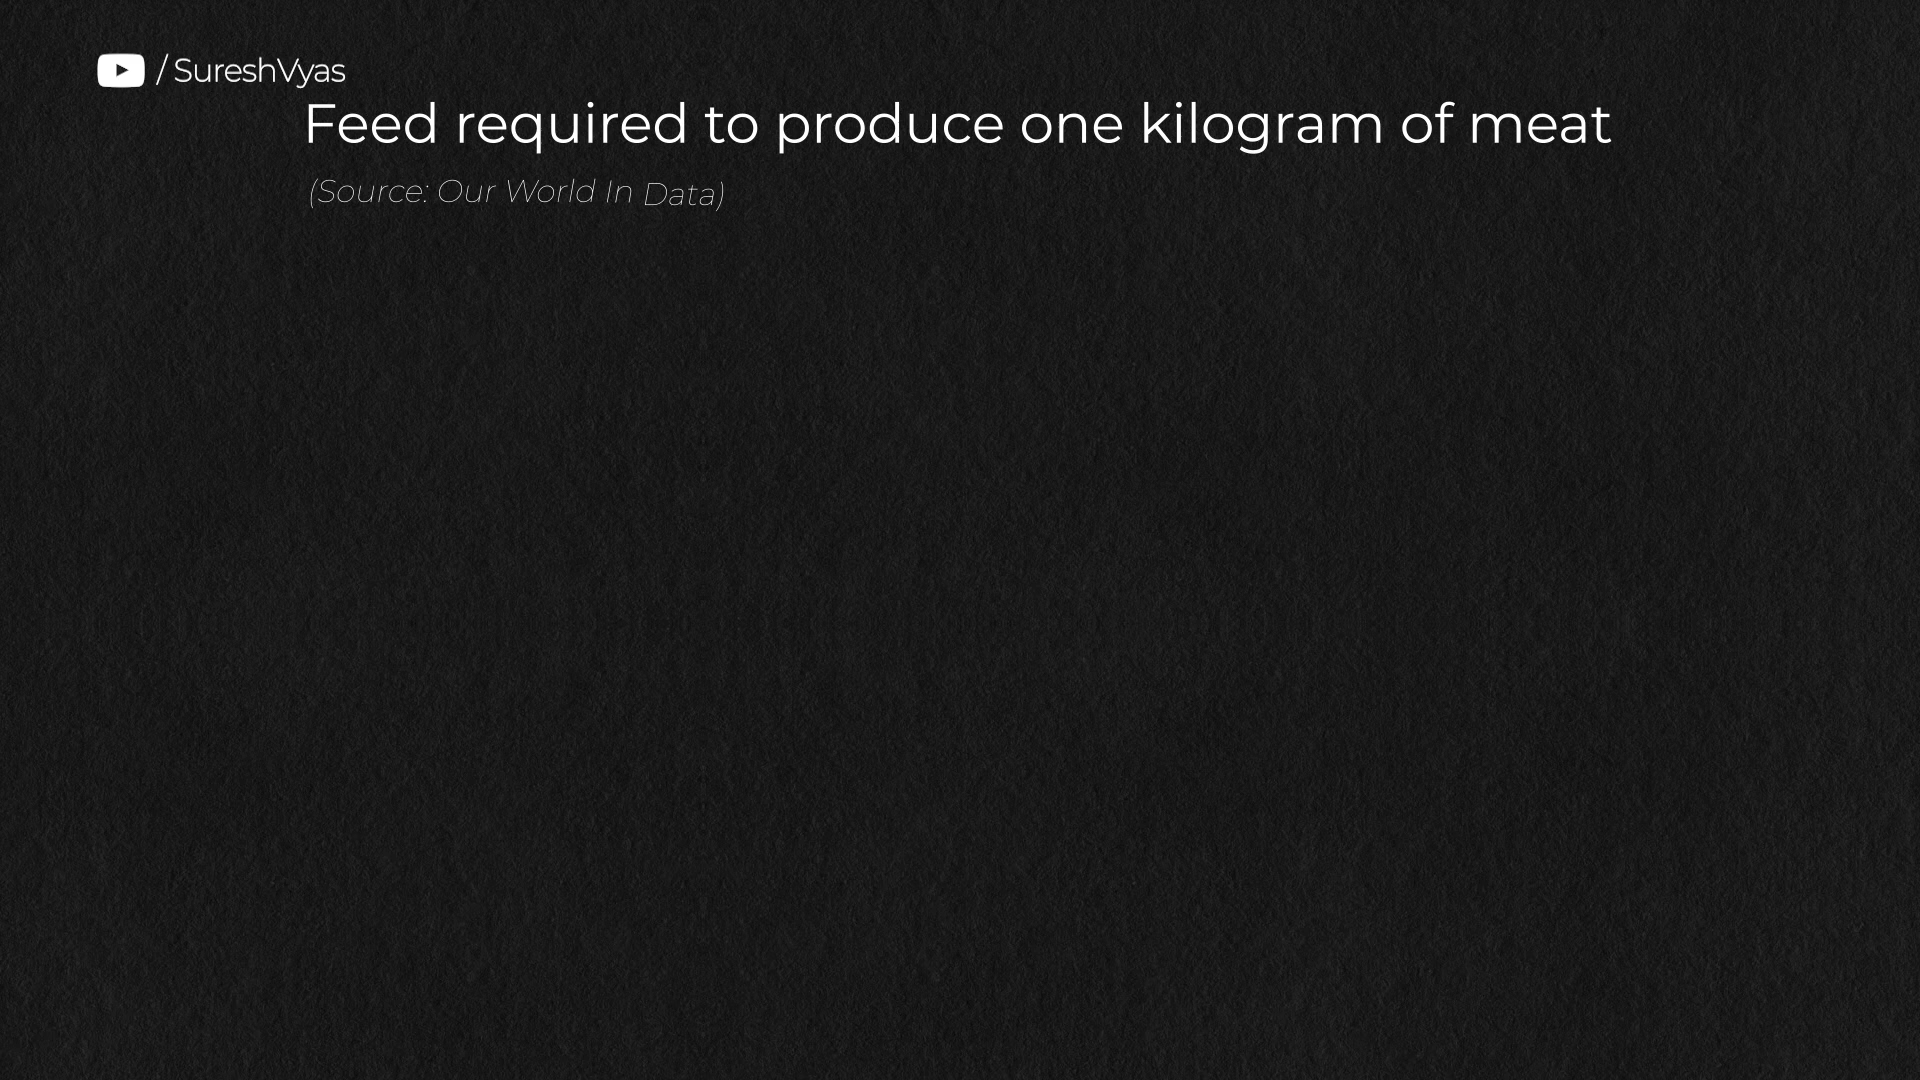 /SureshVyas
Feed required to produce one kilogram of meat
(Source: Our World In Data)